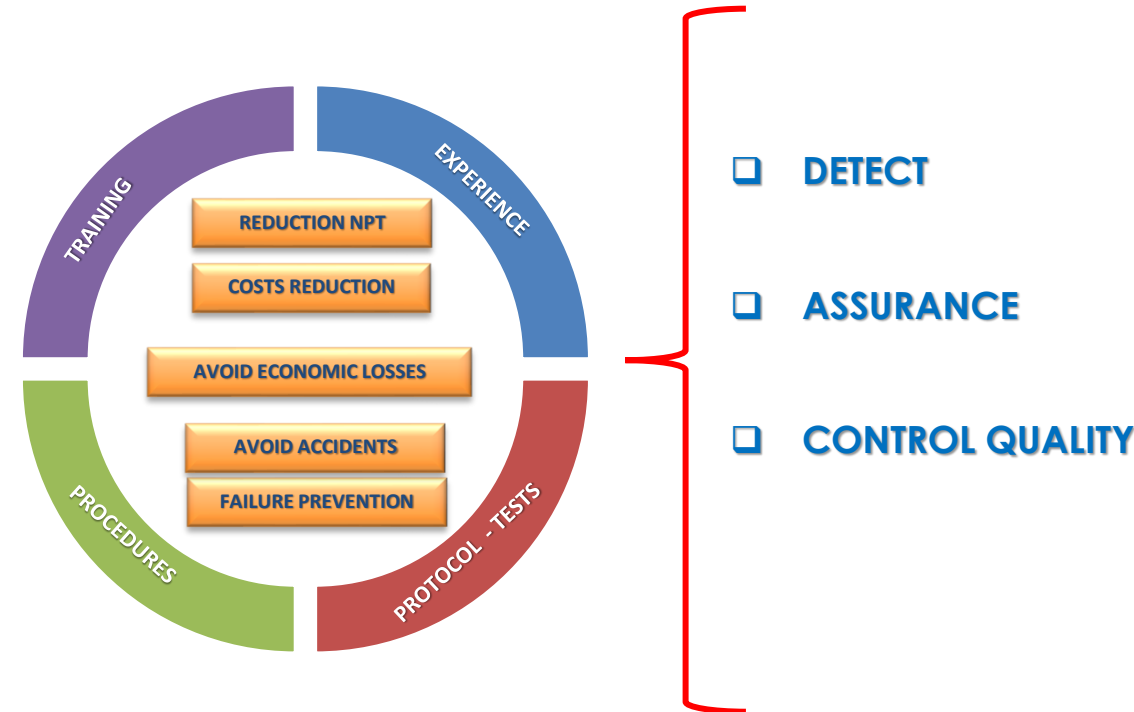 TRAINING
EXPERIENCE
REDUCTION NPT
COSTS REDUCTION
AVOID ECONOMIC LOSSES
AVOID ACCIDENTS
FAILURE PREVENTION
PROCEDURES
PROTOCOL - TESTS
DETECT
ASSURANCE
CONTROL QUALITY